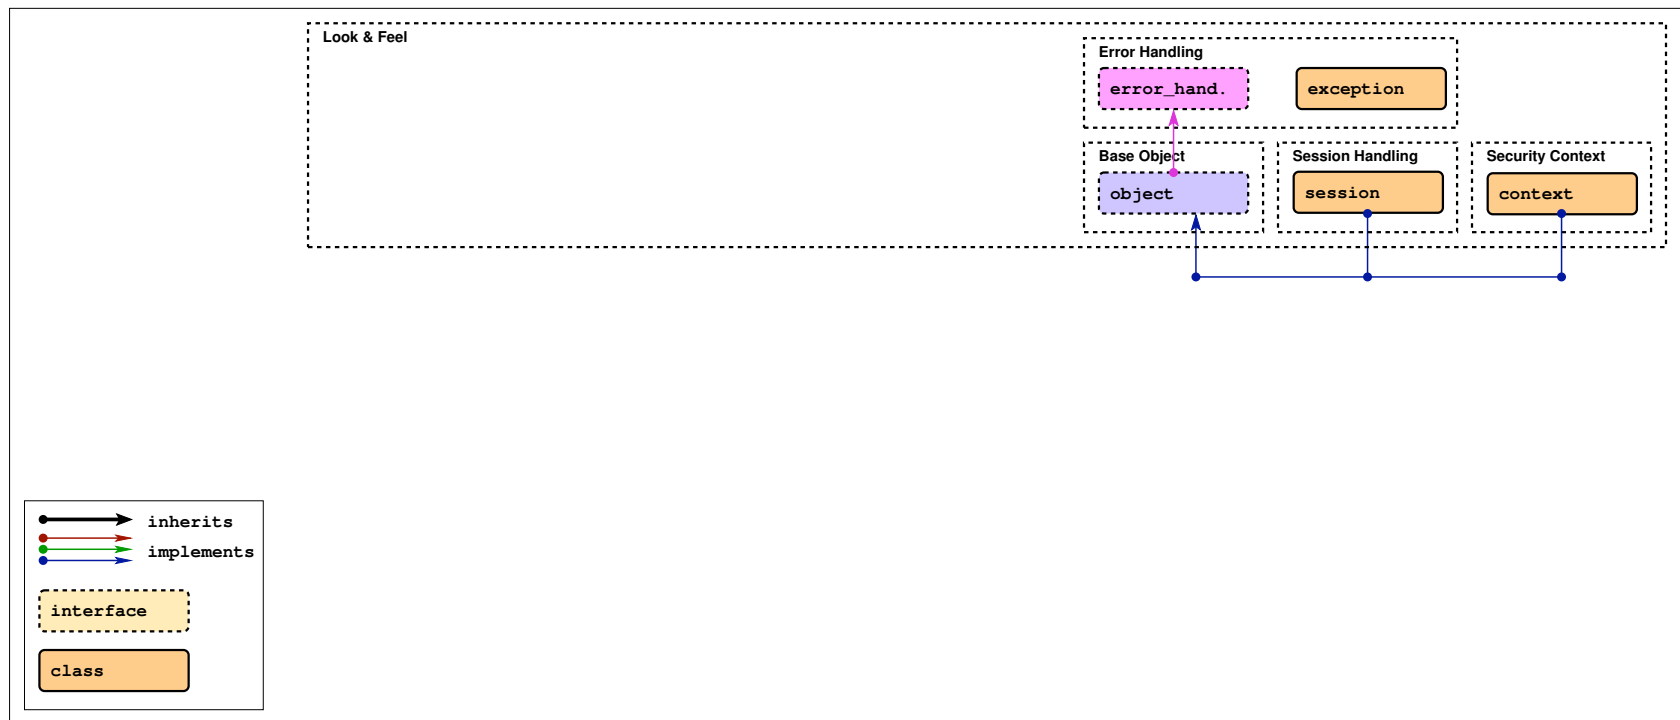 Look & Feel
Error Handling
error_hand.
exception
Base Object
Session Handling
Security Context
object
session
context
inherits
implements
interface
class